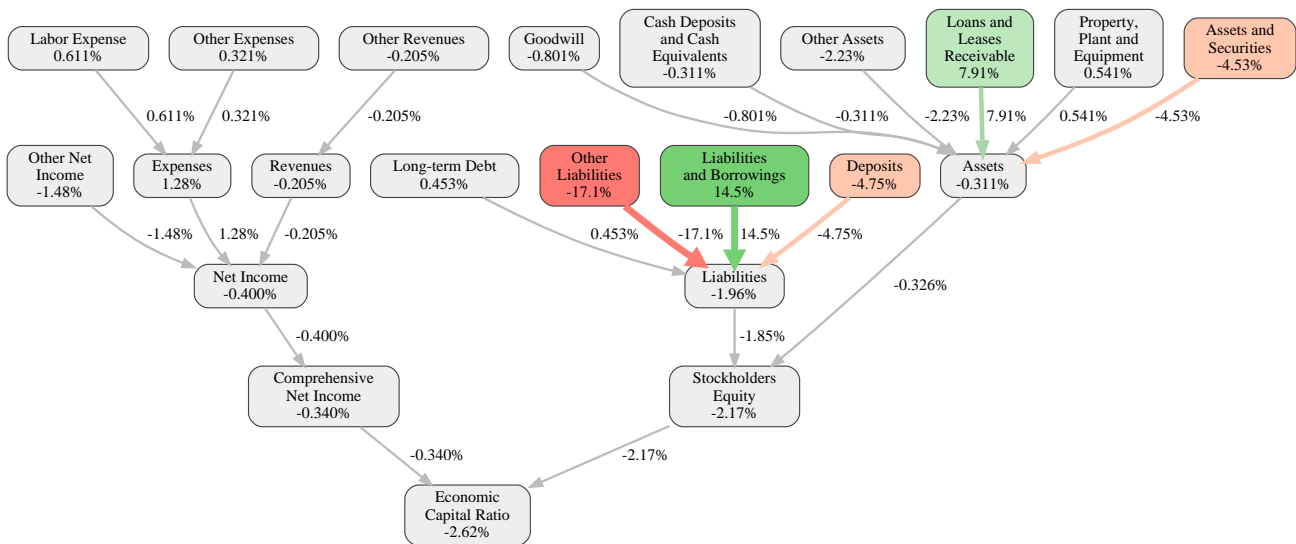 Labor Expense
0.611%
Other Expenses
0.321%
Other Revenues
-0.205%
Goodwill
-0.801%
Cash Deposits
and Cash
Equivalents
-0.311%
Other Assets
-2.23%
Loans and
Leases
Receivable
7.91%
Property,
Plant and
Equipment
0.541%
Assets and
Securities
-4.53%
0.611%
0.321%
-0.205%
-0.801%
-0.311%
-2.23%
7.91%
0.541%
-4.53%
Other Net
Income
-1.48%
Expenses
1.28%
Revenues
-0.205%
Long-term Debt
0.453%
Other
Liabilities
-17.1%
Liabilities
and Borrowings
14.5%
Deposits
-4.75%
Assets
-0.311%
-1.48%
1.28%
-0.205%
0.453%
-17.1%
14.5%
-4.75%
Net Income
-0.400%
Liabilities
-1.96%
-0.326%
-0.400%
-1.85%
Comprehensive
Net Income
-0.340%
Stockholders
Equity
-2.17%
-0.340%
-2.17%
Economic
Capital Ratio
-2.62%